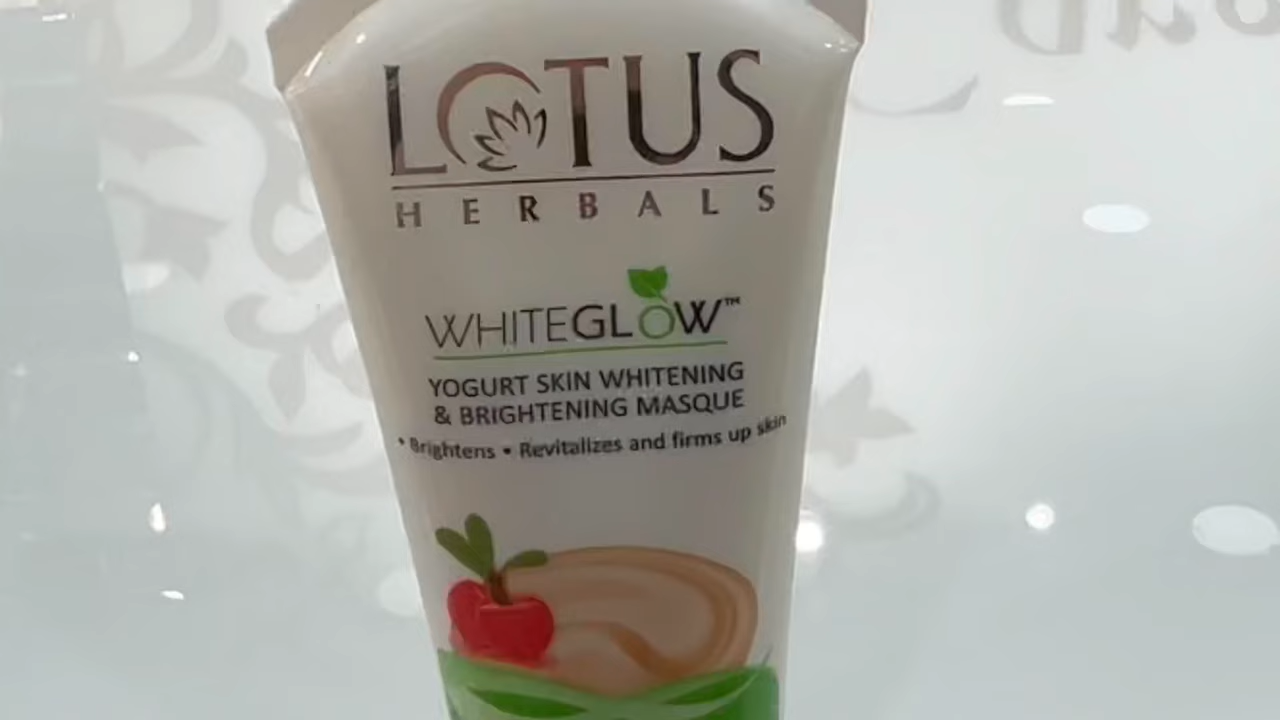 LOTUS
HERBALS
WHITEGLOW™
YOGURT SKIN WHITENING
& BRIGHTENING MASQUE
• Brightens • Revitalizes and firms up skin